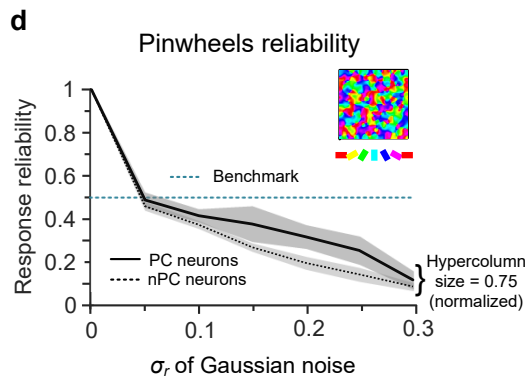 d
Pinwheels reliability
Response reliability
1
0.8
0.6
0.4
0.2
0
Benchmark
PC neurons
nPC neurons
Hypercolumn
size = 0.75
(normalized)
0
0.1
0.2
0.3
σr of Gaussian noise